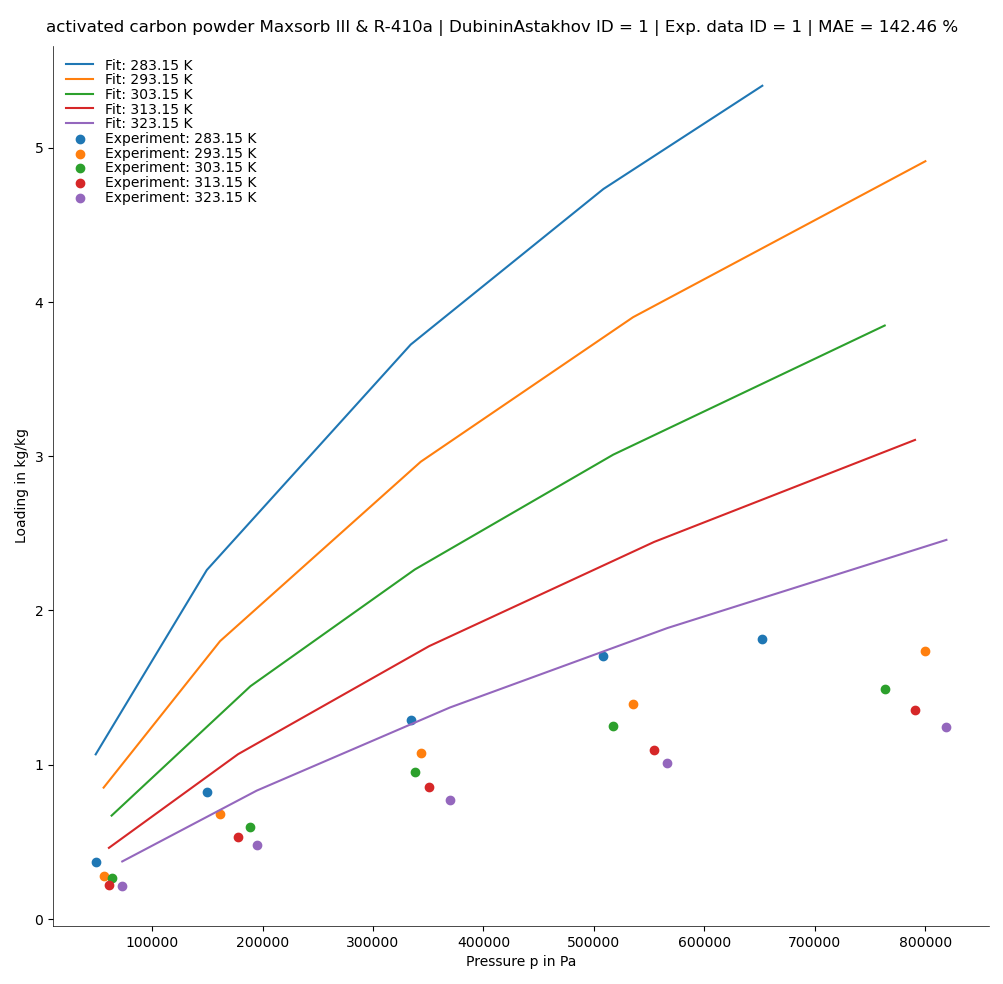 activated carbon powder Maxsorb III & R-410a | DubininAstakhov ID = 1 | Exp. data ID = 1 | MAE = 142.46 %
Fit: 283.15 K
Fit: 293.15 K
Fit: 303.15 K
Fit: 313.15 K
Fit: 323.15 K
Experiment: 283.15 K
Experiment: 293.15 K
Experiment: 303.15 K
Experiment: 313.15 K
Experiment: 323.15 K
5
4
3
2
1
0
Loading in kg/kg
100000 200000 300000 400000 500000 600000 700000 800000
Pressure p in Pa